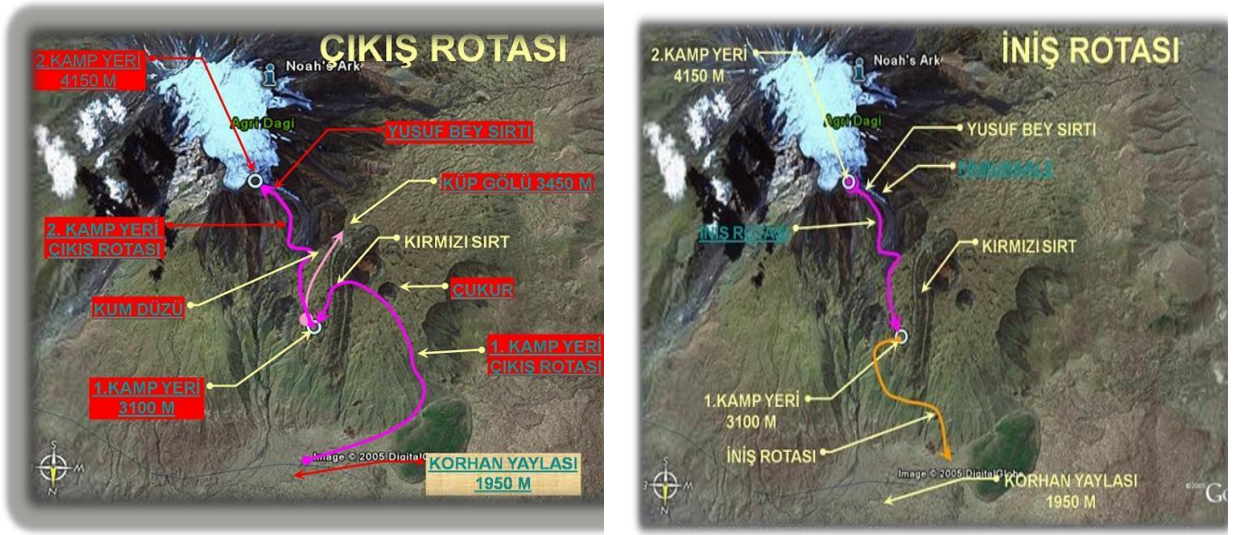 ÇIKIŞ ROTASI
2.KAMP YERİ
4150 M
Noah's Ark
Agri Dagi
YUSUF BEY SIRTI
KÜP GÖLÜ 3450 M
2. KAMP YERİ
ÇIKIŞ ROTASI
KIRMIZI SIRT
ÇUKUR
KUM DÜZÜ
1. KAMP YERİ
ÇIKIŞ ROTASI
1.KAMP YERİ
3100 M
S
E
W
N
Image © 2005 DigitalG
KORHAN YAYLASI
1950 M
İNİŞ ROTASI
2.KAMP YERİ
4150 M
Noah's Ark
Agri Dagi
YUSUF BEY SIRTI
İNİŞ ROTASI
KIRMIZI SIRT
1.KAMP YERİ
3100 M
İNİŞ ROTASI
Image © 2005 DigitalGlobe
S
E
W
N
KORHAN YAYLASI
1950 M
©2005
Go